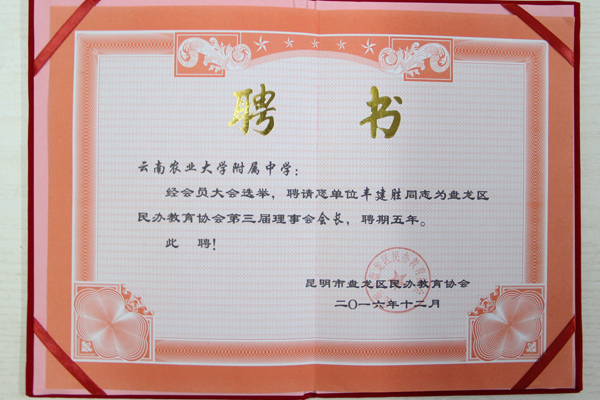 聘 书
云南农业大学附属中学：
经会员大会选举，聘请您单位车建胜同志为盘龙区
民办教育协会第三届理事会会长，聘期五年。
此 聘！
昆明市盘龙区民办教育协会
二〇一六年十二月